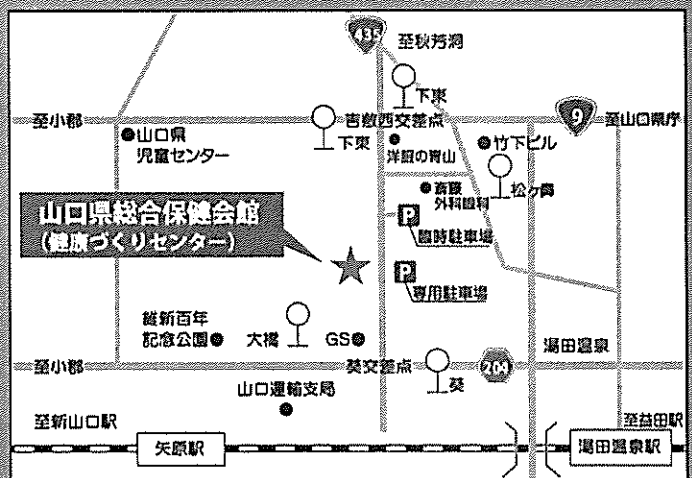 435
至秋芳洞
下東
至小郡
吉敷西交差点
9
至山口県庁
山口県
児童センター
下東
洋服の青山
竹下ビル
斎藤
外科眼科
松ヶ島
山口県総合保健会館
(健康づくりセンター)
P
臨時駐車場
P
専用駐車場
維新百年
記念公園
大橋
GS
湯田温泉
至小郡
葵交差点
204
葵
山口運輸支局
至新山口駅
至益田駅
矢原駅
湯田温泉駅